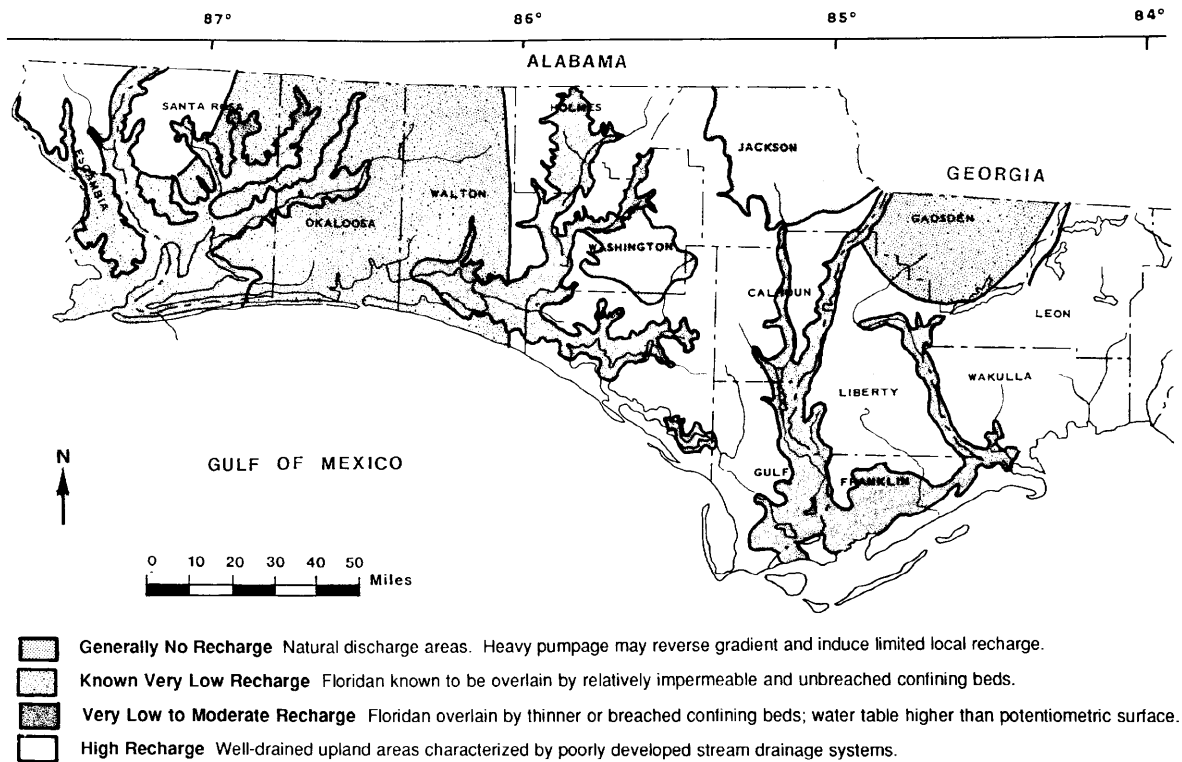 87° 86° 85° 84°
ALABAMA
SANTA ROSA
HOLMES
ESCAMBIA
JACKSON
GEORGIA
WALTON
GADSDEN
OKALOOSA
WASHINGTON
CALHOUN
LEON
LIBERTY
WAKULLA
N
GULF OF MEXICO
GULF
FRANKLIN
0 10 20 30 40 50
Miles
Generally No Recharge Natural discharge areas. Heavy pumpage may reverse gradient and induce limited local recharge.
Known Very Low Recharge Floridan known to be overlain by relatively impermeable and unbreached confining beds.
Very Low to Moderate Recharge Floridan overlain by thinner or breached confining beds; water table higher than potentiometric surface.
High Recharge Well-drained upland areas characterized by poorly developed stream drainage systems.